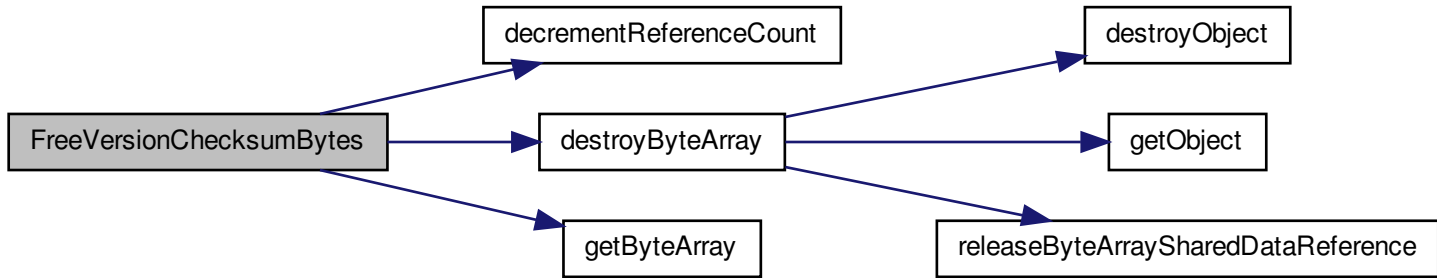 decrementReferenceCount
destroyObject
FreeVersionChecksumBytes
destroyByteArray
getObject
getByteArray
releaseByteArraySharedDataReference